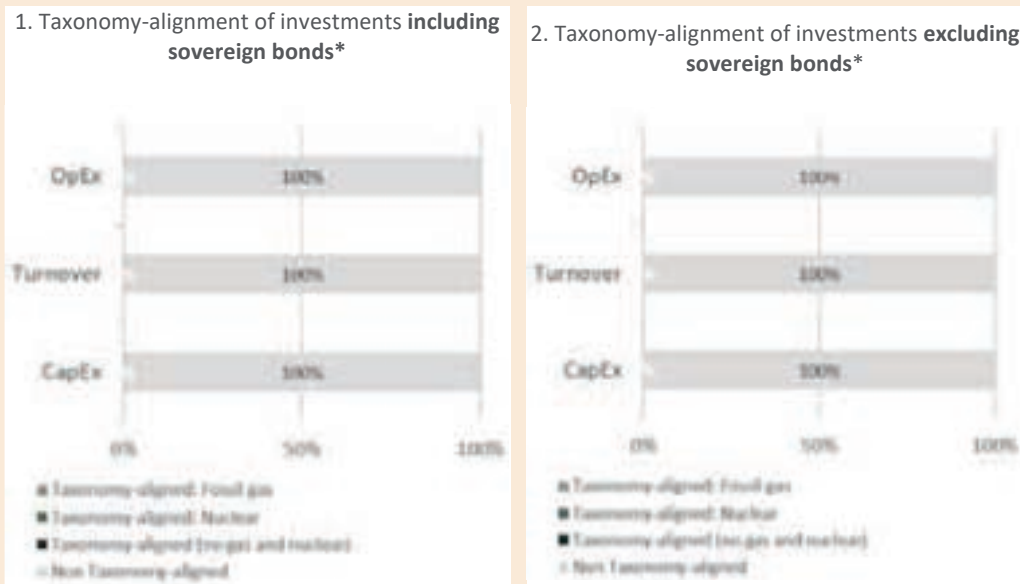 1. Taxonomy-alignment of investments including
sovereign bonds*
OpEx
100%
Turnover
100%
CapEx
100%
0%
50%
100%
Taxonomy-aligned: Fossil gas
Taxonomy-aligned: Nuclear
Taxonomy-aligned (no gas and nuclear)
Non Taxonomy-aligned
2. Taxonomy-alignment of investments excluding
sovereign bonds*
OpEx
100%
Turnover
100%
CapEx
100%
0%
50%
100%
Taxonomy-aligned: Fossil gas
Taxonomy-aligned: Nuclear
Taxonomy-aligned (no gas and nuclear)
Non Taxonomy-aligned